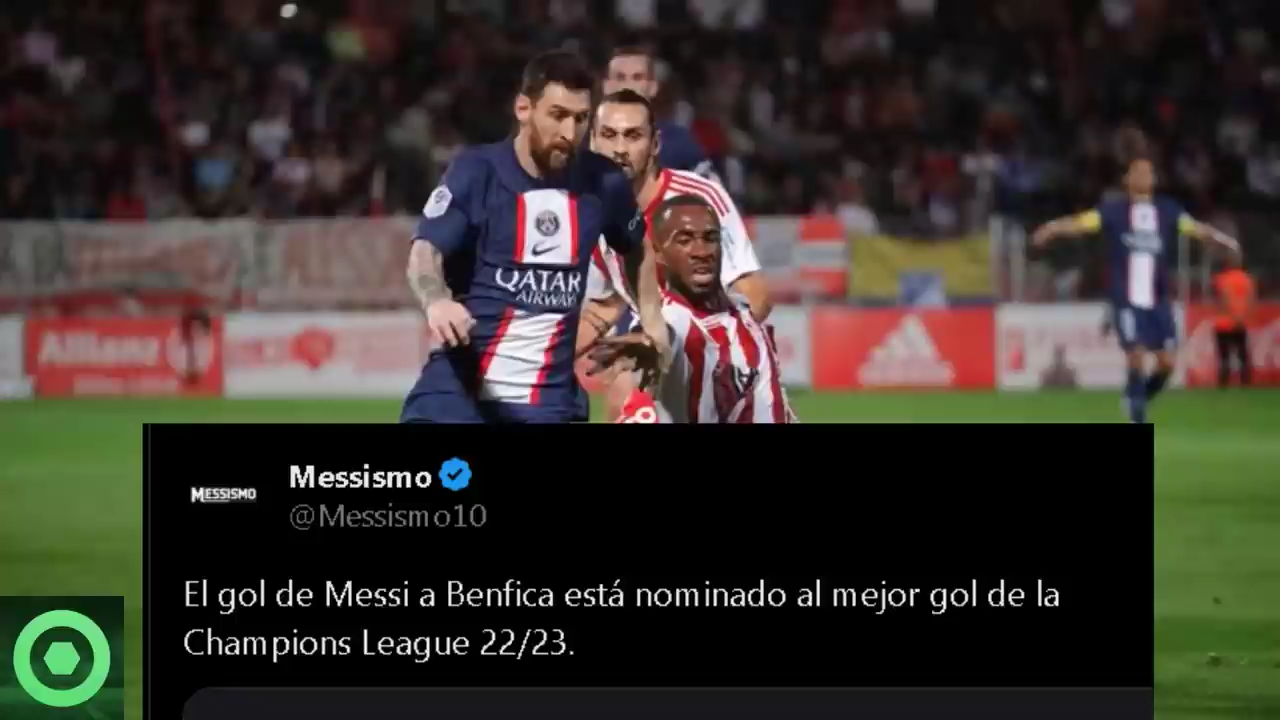 QATAR
AIRWAYS
Allianz
adidas
MESSISMO
Messismo
@Messismo10
El gol de Messi a Benfica está nominado al mejor gol de la
Champions League 22/23.